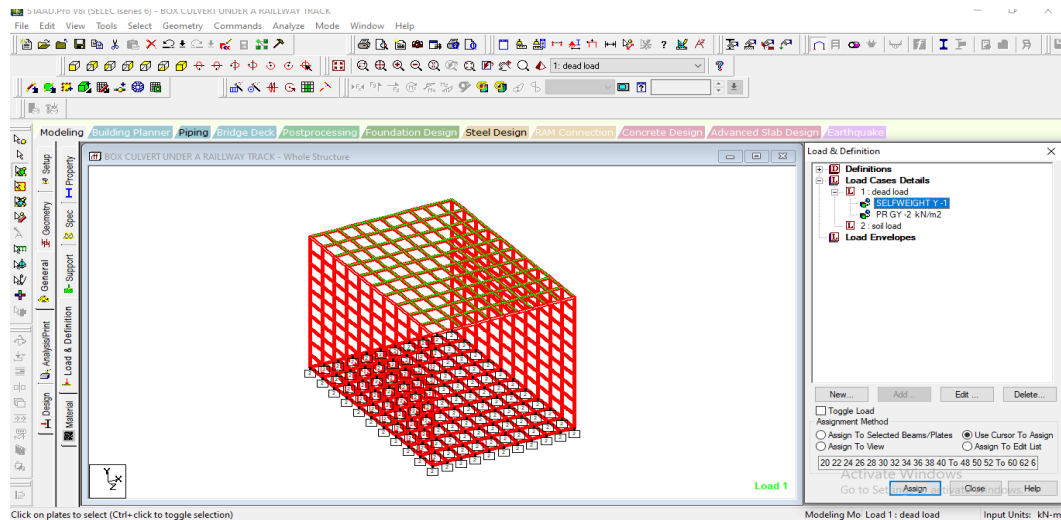 STAAD.Pro V8i (SELECTseries 6) - BOX CULVERT UNDER A RAILLWAY TRACK
File Edit View Tools Select Geometry Commands Analyze Mode Window Help
1: dead load
Modeling Building Planner Piping Bridge Deck Postprocessing Foundation Design Steel Design RAM Connection Concrete Design Advanced Slab Design Earthquake
Setup
Geometry
General
Analysis/Print
Design
Property
Spec
Support
Load & Definition
Material
BOX CULVERT UNDER A RAILLWAY TRACK - Whole Structure
Y
X
Z
Load 1
Load & Definition
Definitions
Load Cases Details
1 : dead load
SELFWEIGHT Y -1
PR GY -2 kN/m2
2 : soil load
Load Envelopes
New... Add... Edit ... Delete...
Toggle Load
Assignment Method
Assign To Selected Beams/Plates Use Cursor To Assign
Assign To View Assign To Edit List
20 22 24 26 28 30 32 34 36 38 40 To 48 50 52 To 60 62 6
Activate Windows
Assign Close Help
Click on plates to select (Ctrl+click to toggle selection)
Modeling Mo Load 1 : dead load Input Units: kN-m